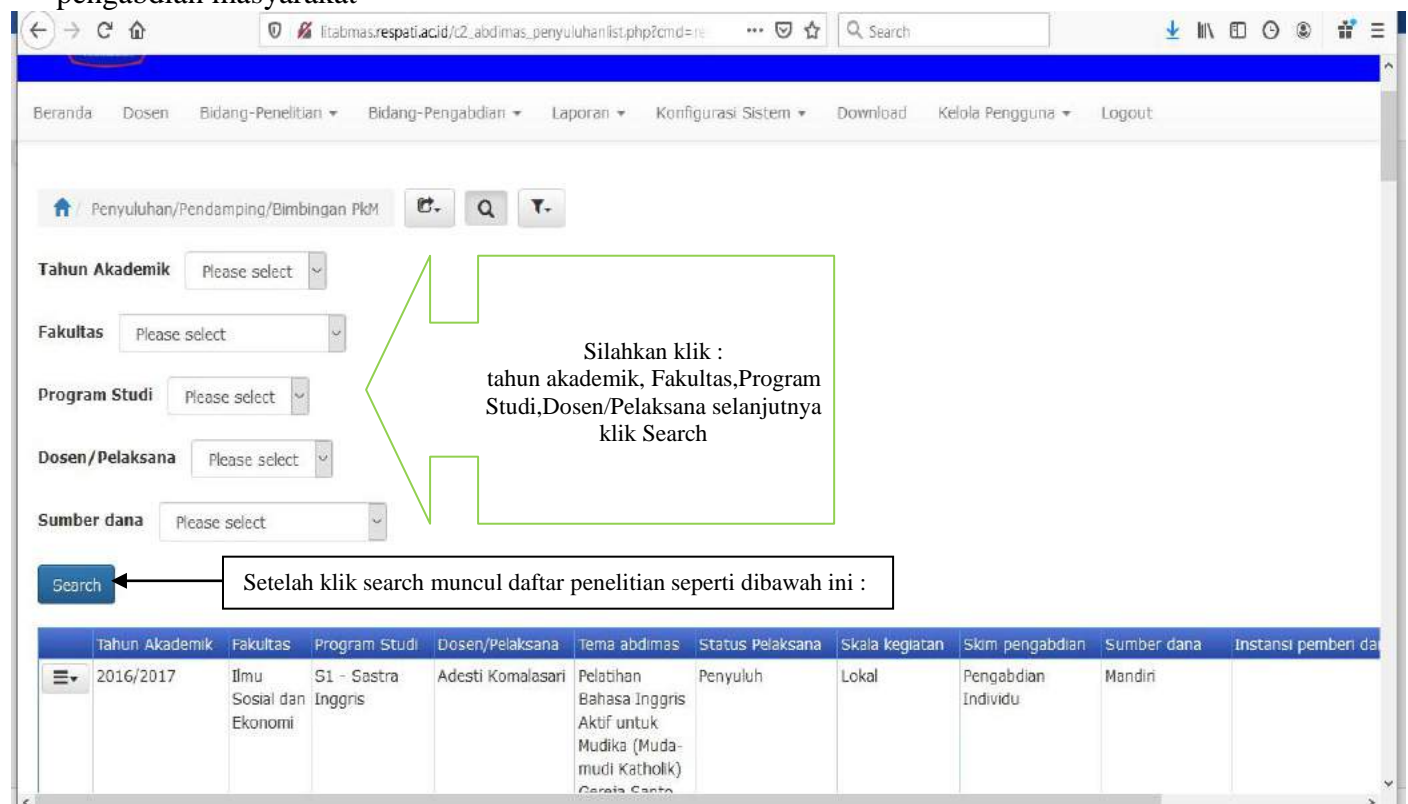 pengabdian masyarakat
litabmas.respati.ac.id/c2_abdimas_penyuluhanlist.php?cmd=re
Search
Beranda Dosen Bidang-Penelitian Bidang-Pengabdian Laporan Konfigurasi Sistem Download Kelola Pengguna Logout
/ Penyuluhan/Pendamping/Bimbingan PkM
Tahun Akademik Please select
Fakultas Please select
Program Studi Please select
Dosen/Pelaksana Please select
Sumber dana Please select
Silahkan klik :
tahun akademik, Fakultas,Program
Studi,Dosen/Pelaksana selanjutnya
klik Search
Search
Setelah klik search muncul daftar penelitian seperti dibawah ini :
Tahun Akademik Fakultas Program Studi Dosen/Pelaksana Tema abdimas Status Pelaksana Skala kegiatan Skim pengabdian Sumber dana Instansi pemberi dar
2016/2017 Ilmu S1 - Sastra Adesti Komalasari Pelatihan Penyuluh Lokal Pengabdian Mandiri
Sosial dan Inggris Bahasa Inggris Individu
Ekonomi Aktif untuk
Mudika (Muda-
mudi Katholik)
Gereja Santo